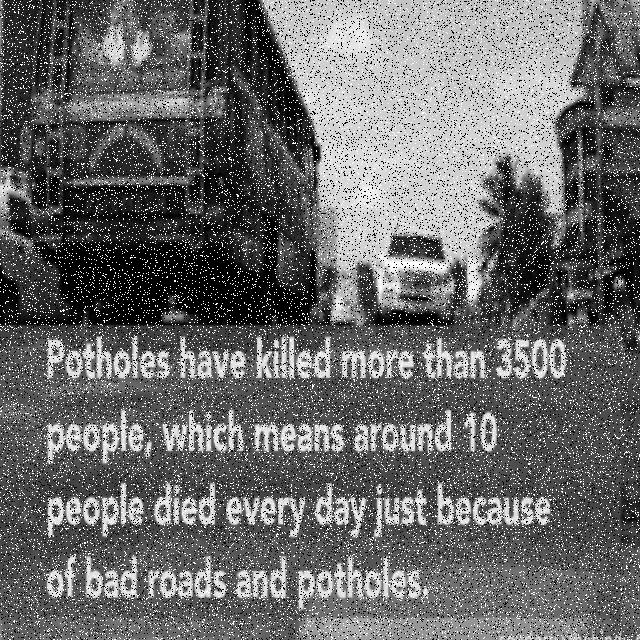 Potholes have killed more than 3500
people, which means around 10
people died every day just because
of bad roads and potholes.